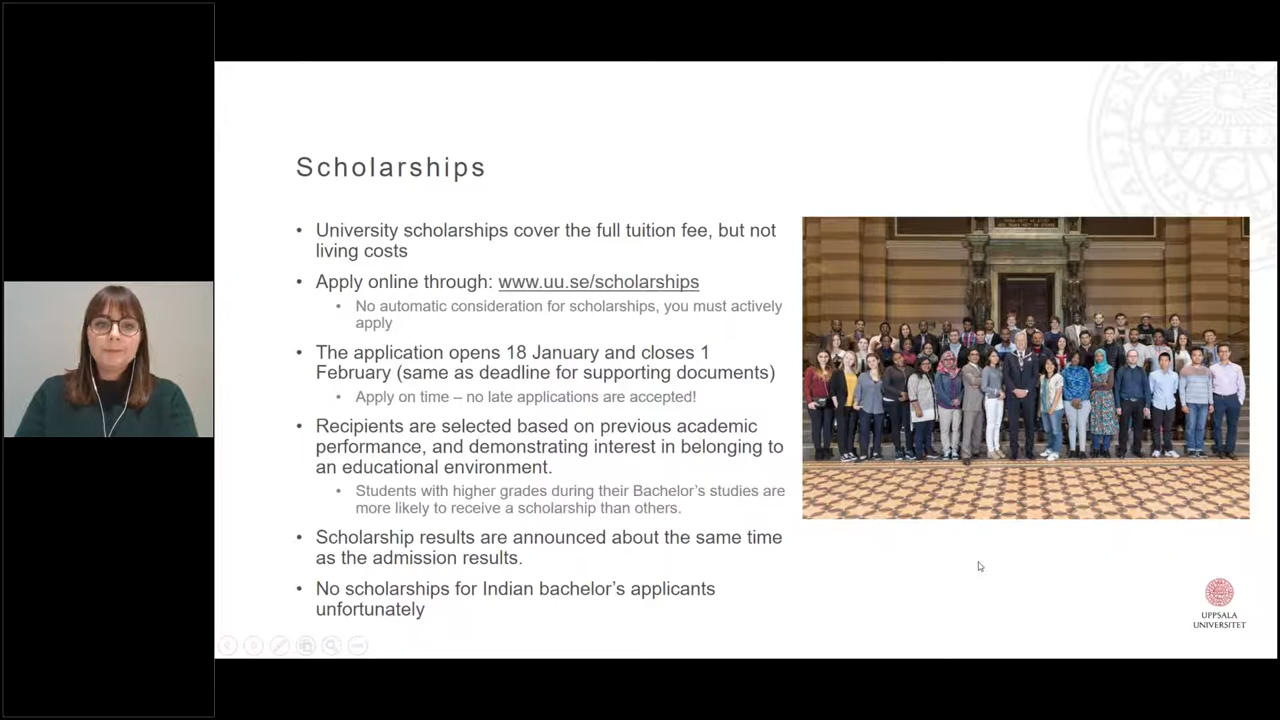 Scholarships
• University scholarships cover the full tuition fee, but not
living costs
• Apply online through: www.uu.se/scholarships
• No automatic consideration for scholarships, you must actively
apply
• The application opens 18 January and closes 1
February (same as deadline for supporting documents)
• Apply on time – no late applications are accepted!
• Recipients are selected based on previous academic
performance, and demonstrating interest in belonging to
an educational environment.
• Students with higher grades during their Bachelor’s studies are
more likely to receive a scholarship than others.
• Scholarship results are announced about the same time
as the admission results.
• No scholarships for Indian bachelor’s applicants
unfortunately
UPPSALA
UNIVERSITET